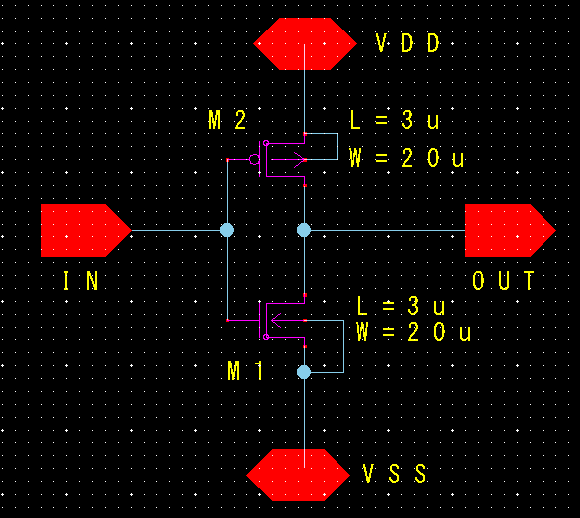 VDD
M2
L=3u
W=20u
IN
OUT
L=3u
W=20u
M1
VSS